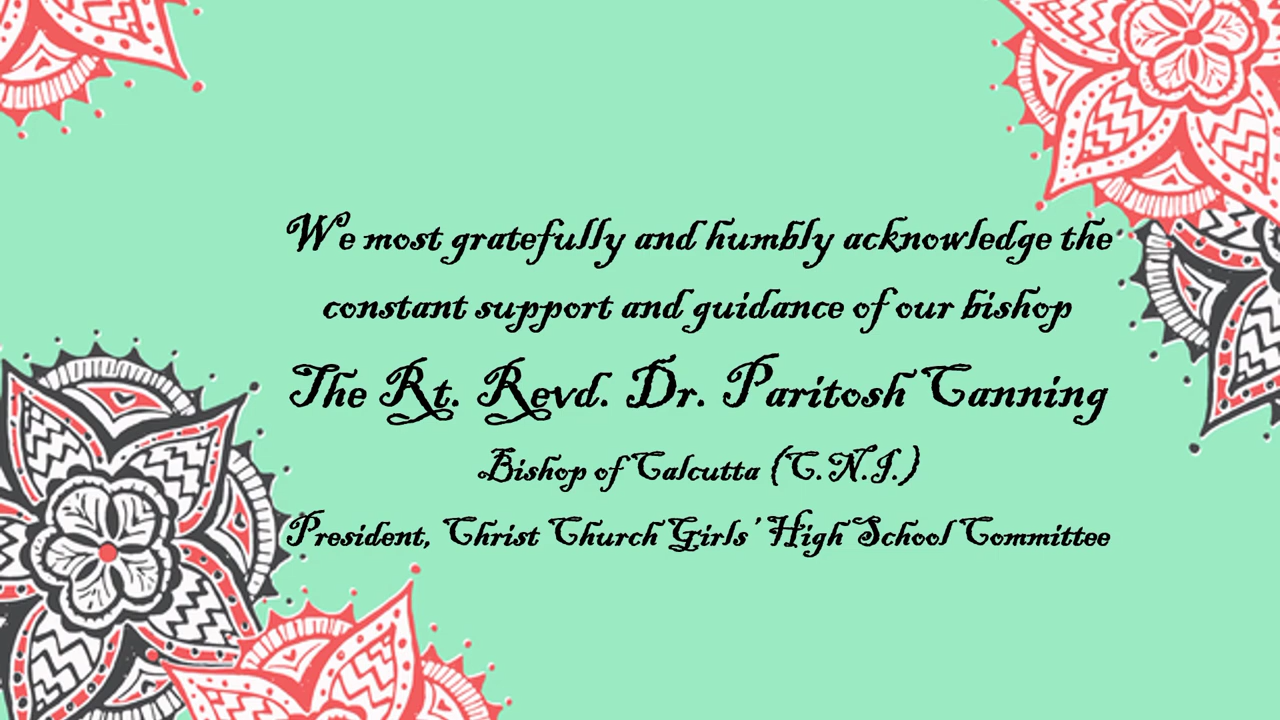 We most gratefully and humbly acknowledge the
constant support and guidance of our bishop
The Rt. Revd. Dr. Paritosh Canning
Bishop of Calcutta (C.N.I.)
President, Christ Church Girls' High School Committee